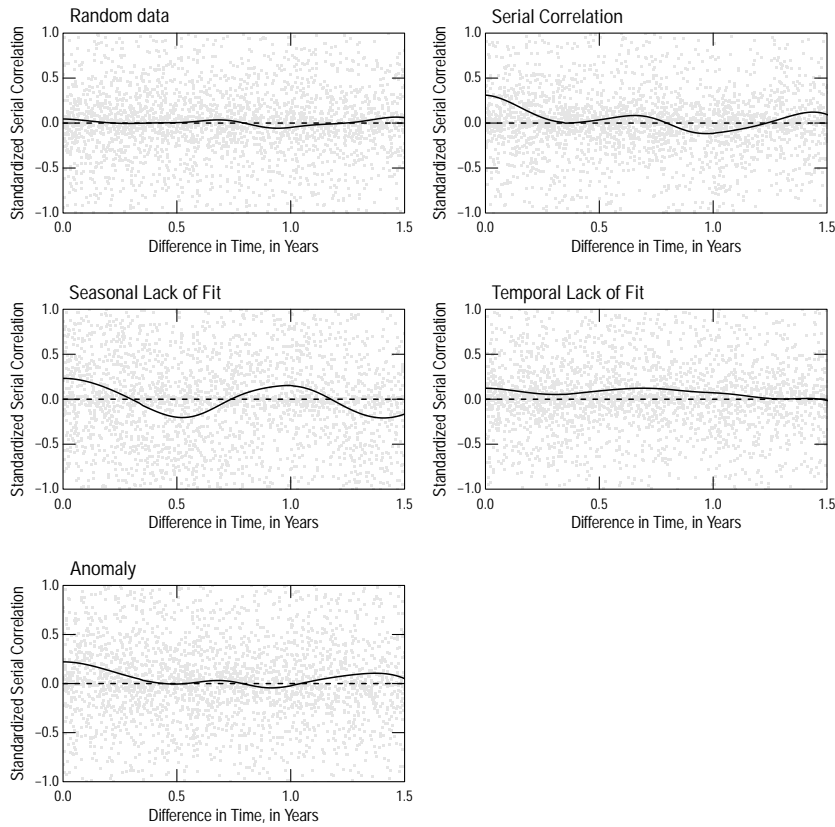 Random data
Standardized Serial Correlation
1.0
0.5
0.0
−0.5
−1.0
0.0 0.5 1.0 1.5
Difference in Time, in Years
Serial Correlation
Standardized Serial Correlation
1.0
0.5
0.0
−0.5
−1.0
0.0 0.5 1.0 1.5
Difference in Time, in Years
Seasonal Lack of Fit
Standardized Serial Correlation
1.0
0.5
0.0
−0.5
−1.0
0.0 0.5 1.0 1.5
Difference in Time, in Years
Temporal Lack of Fit
Standardized Serial Correlation
1.0
0.5
0.0
−0.5
−1.0
0.0 0.5 1.0 1.5
Difference in Time, in Years
Anomaly
Standardized Serial Correlation
1.0
0.5
0.0
−0.5
−1.0
0.0 0.5 1.0 1.5
Difference in Time, in Years